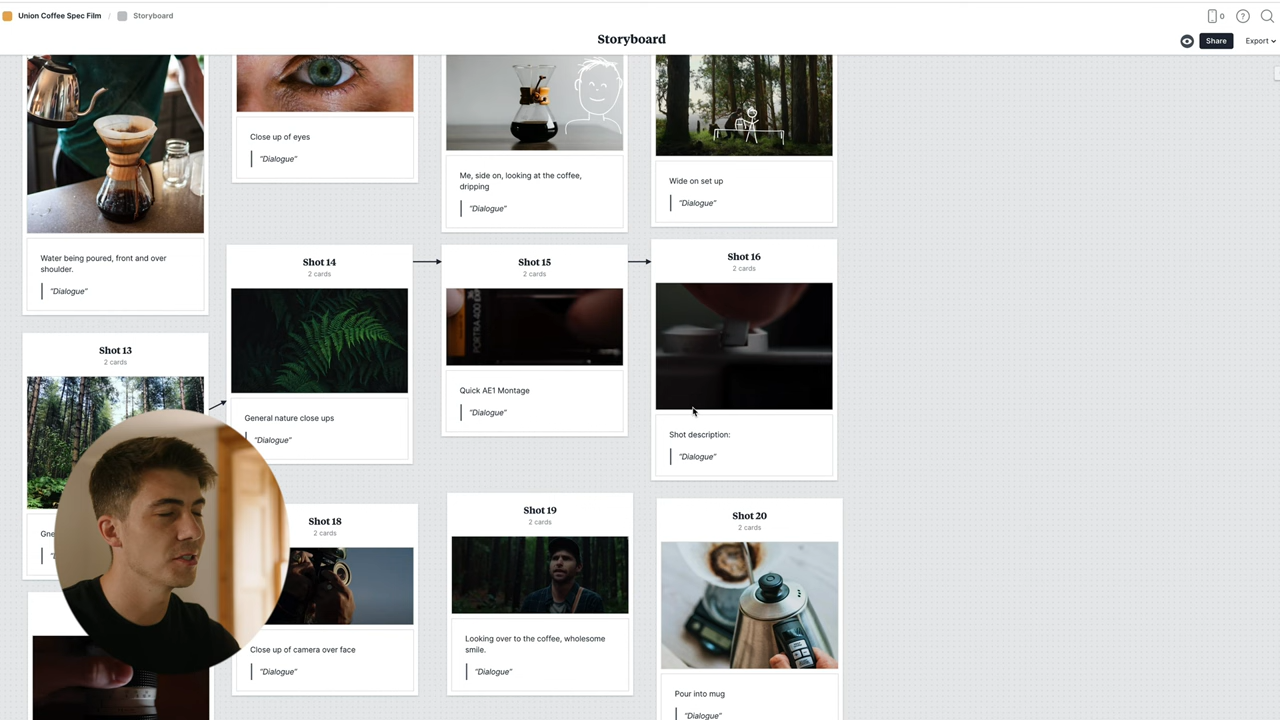 Union Coffee Spec Film / Storyboard
0
?
Storyboard
Share
Export
Water being poured, front and over
shoulder.
"Dialogue"
Close up of eyes
"Dialogue"
Me, side on, looking at the coffee,
dripping
"Dialogue"
Wide on set up
"Dialogue"
Shot 13
2 cards
"Dialogue"
Shot 14
2 cards
General nature close ups
"Dialogue"
Shot 15
2 cards
PORTRA 400
Quick AE1 Montage
"Dialogue"
Shot 16
2 cards
Shot description:
"Dialogue"
Shot 18
2 cards
Close up of camera over face
"Dialogue"
Shot 19
2 cards
Looking over to the coffee, wholesome
smile.
"Dialogue"
Shot 20
2 cards
Pour into mug
"Dialogue"